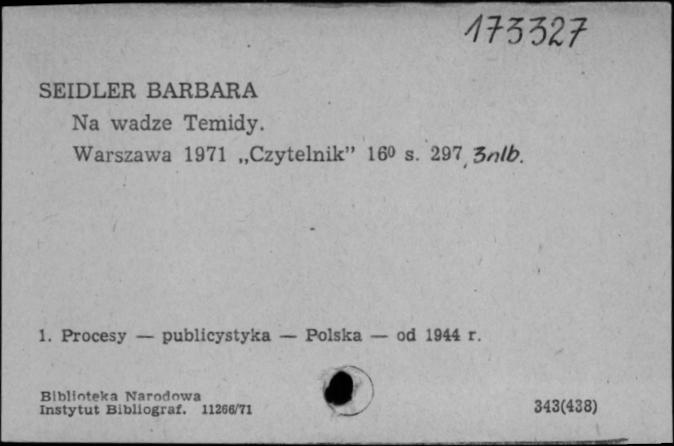 173327
SEIDLER BARBARA
Na wadze Temidy.
Warszawa 1971 „Czytelnik” 16⁰ s. 297, 3nlb.
1. Procesy — publicystyka — Polska — od 1944 r.
Biblioteka Narodowa
Instytut Bibliograf. 11266/71
343(438)